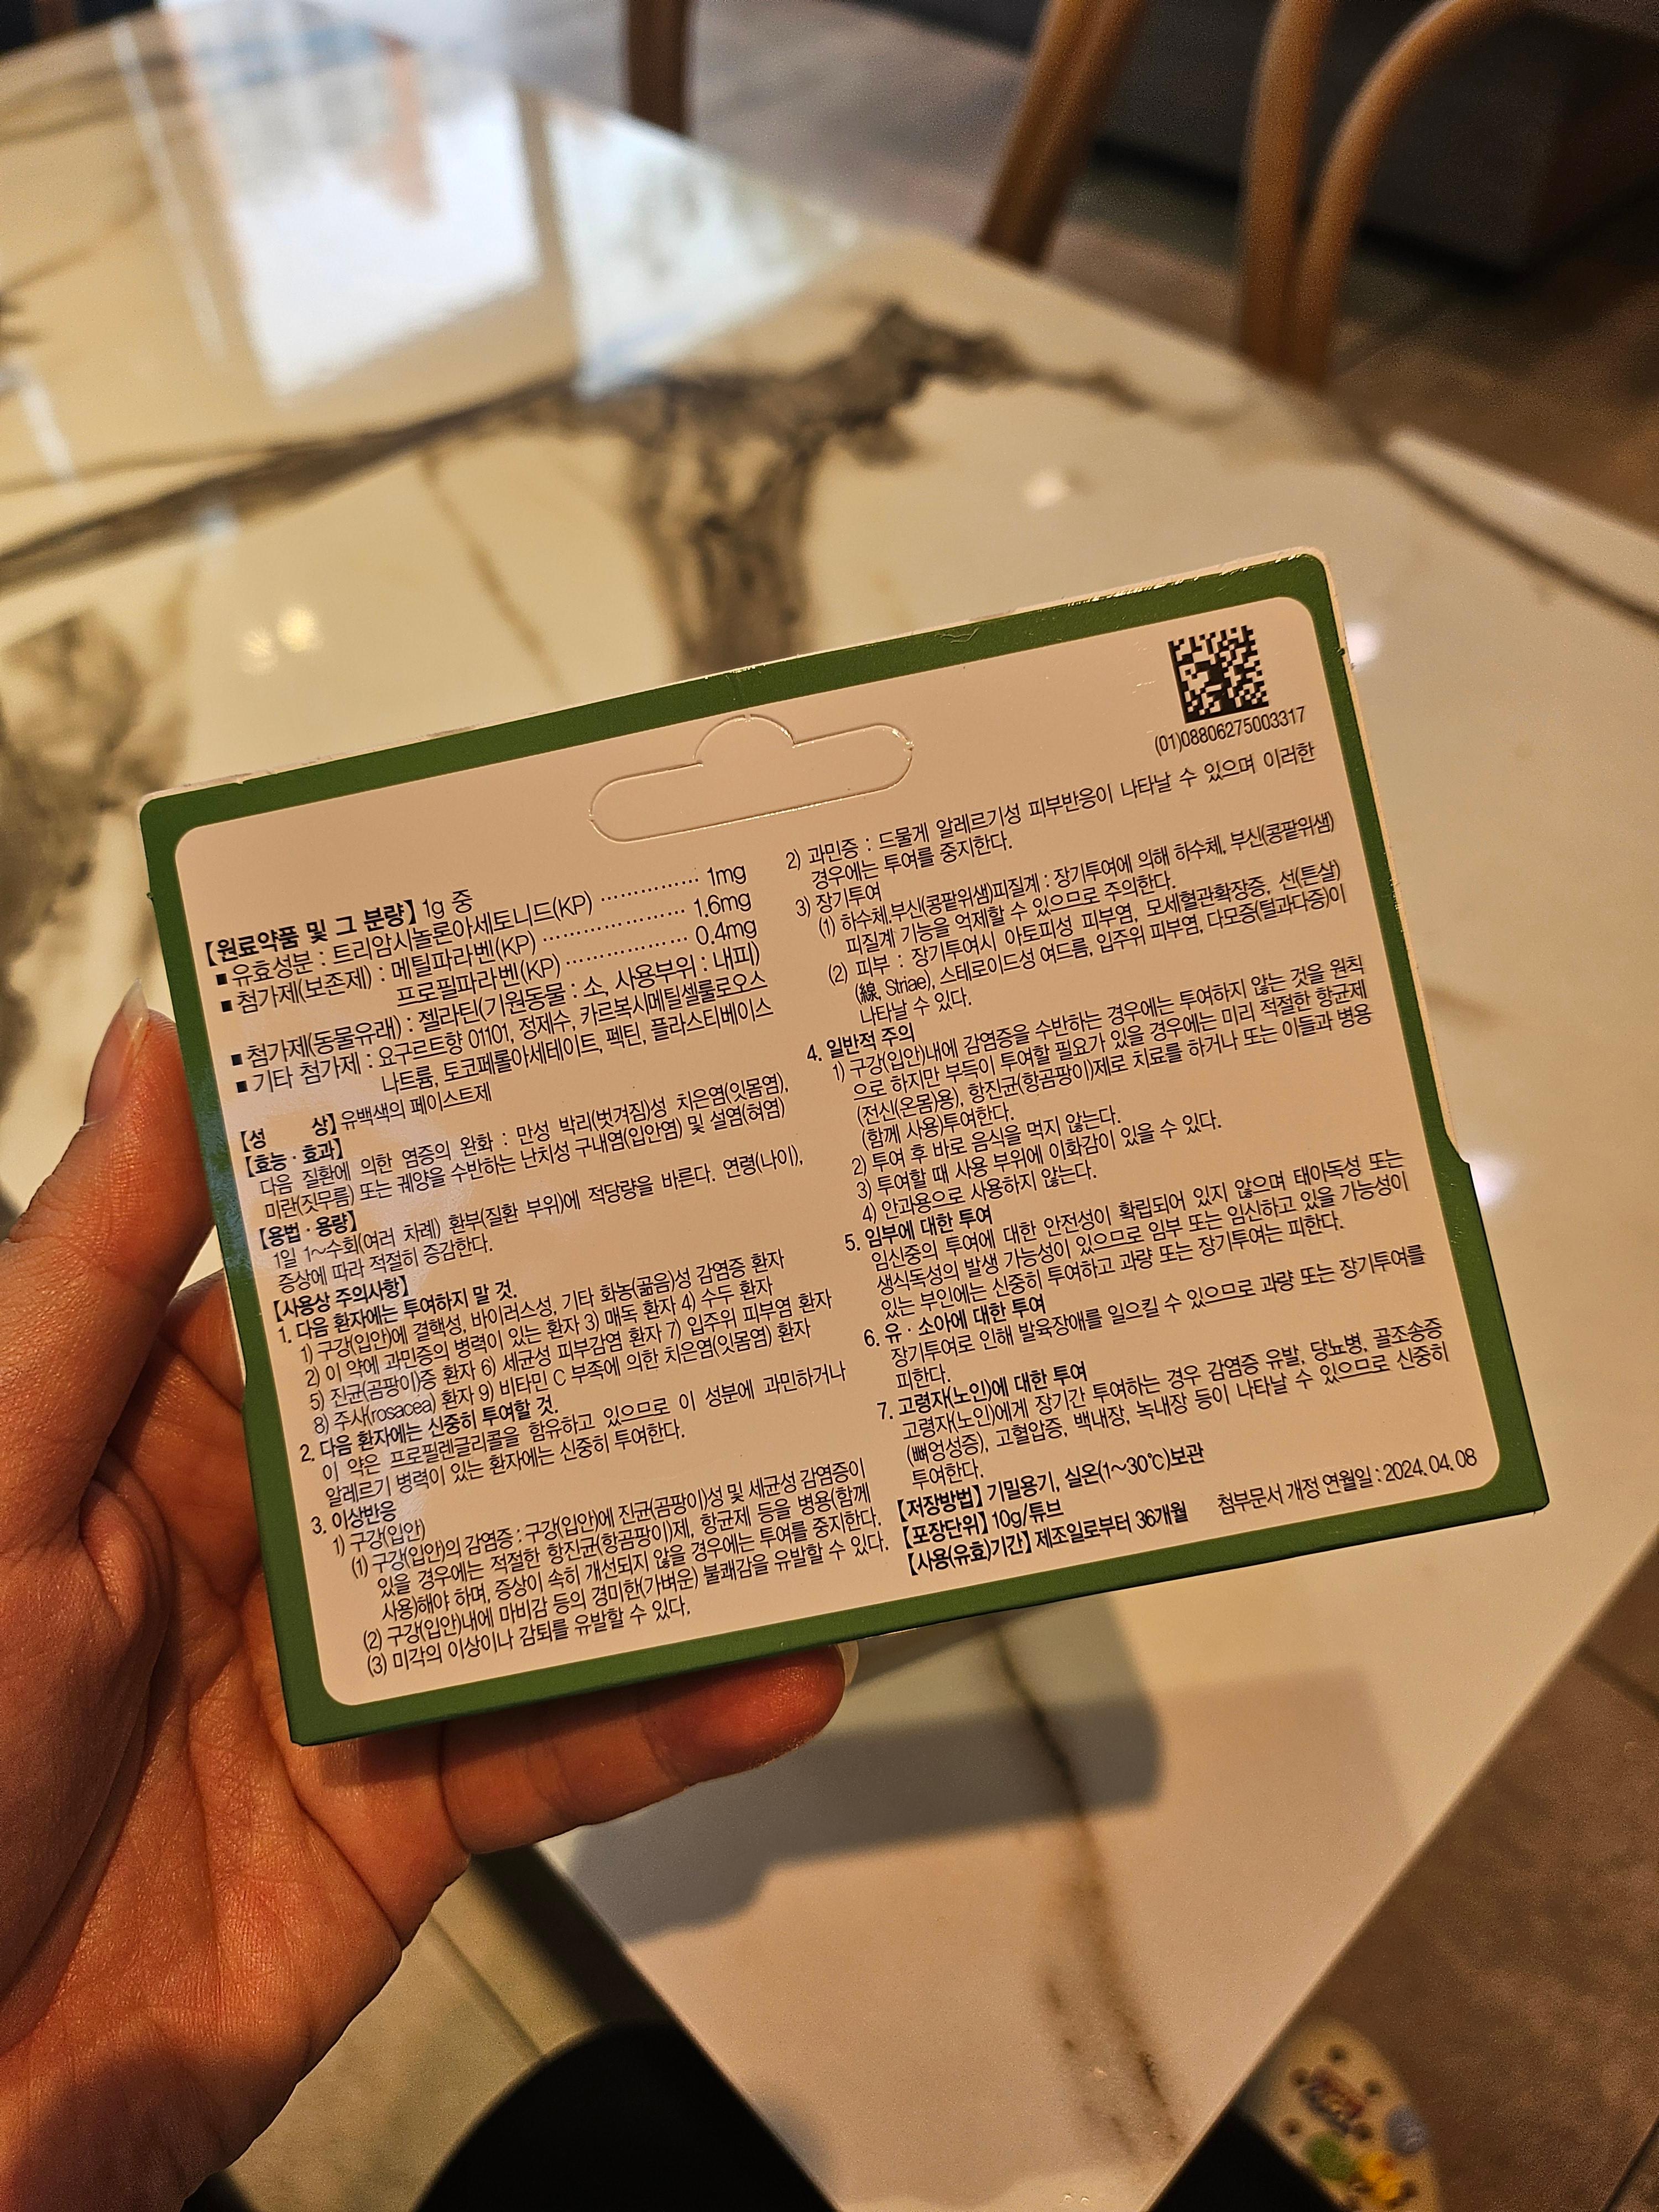 (01)08806275003317
【원료약품 및 그 분량】 1g 중
■ 유효성분 : 트리암시놀론아세토니드(KP) ·················· 1mg
■ 첨가제(보존제) : 메틸파라벤(KP) ·················· 1.6mg
프로필파라벤(KP) ·················· 0.4mg
■ 첨가제(동물유래) : 젤라틴(기원동물 : 소, 사용부위 : 내피)
■ 기타 첨가제 : 요구르트향 01101, 정제수, 카르복시메틸셀룰로오스
나트륨, 토코페롤아세테이트, 펙틴, 플라스티베이스
【성 상】 유백색의 페이스트제
【효능·효과】
다음 질환에 의한 염증의 완화 : 만성 박리(벗겨짐)성 치은염(잇몸염),
미란(짓무름) 또는 궤양을 수반하는 난치성 구내염(입안염) 및 설염(혀염)
【용법·용량】
1일 1~수회(여러 차례) 환부(질환 부위)에 적당량을 바른다. 연령(나이),
증상에 따라 적절히 증감한다.
【사용상 주의사항】
1. 다음 환자에는 투여하지 말 것.
1) 구강(입안)에 결핵성, 바이러스성, 기타 화농(곪음)성 감염증 환자
2) 이 약에 과민증의 병력이 있는 환자 3) 매독 환자 4) 수두 환자
5) 진균(곰팡이)증 환자 6) 세균성 피부감염 환자 7) 입주위 피부염 환자
8) 주사(rosacea) 환자 9) 비타민 C 부족에 의한 치은염(잇몸염) 환자
2. 다음 환자에는 신중히 투여할 것.
이 약은 프로필렌글리콜을 함유하고 있으므로 이 성분에 과민하거나
알레르기 병력이 있는 환자에는 신중히 투여한다.
3. 이상반응
1) 구강(입안)
(1) 구강(입안)의 감염증 : 구강(입안)에 진균(곰팡이)성 및 세균성 감염증이
있을 경우에는 적절한 항진균(항곰팡이)제, 항균제 등을 병용(함께
사용)해야 하며, 증상이 속히 개선되지 않을 경우에는 투여를 중지한다.
(2) 구강(입안)내에 마비감 등의 경미한(가벼운) 불쾌감을 유발할 수 있다.
(3) 미각의 이상이나 감퇴를 유발할 수 있다.
2) 과민증 : 드물게 알레르기성 피부반응이 나타날 수 있으며 이러한
경우에는 투여를 중지한다.
3) 장기투여
(1) 하수체.부신(콩팥위샘)피질계 : 장기투여에 의해 하수체, 부신(콩팥위샘)
피질계 기능을 억제할 수 있으므로 주의한다.
(2) 피부 : 장기투여시 아토피성 피부염, 모세혈관확장증, 선(튼살)
(線, Striae), 스테로이드성 여드름, 입주위 피부염, 다모증(털과다증)이
나타날 수 있다.
4. 일반적 주의
1) 구강(입안)내에 감염증을 수반하는 경우에는 투여하지 않는 것을 원칙
으로 하지만 부득이 투여할 필요가 있을 경우에는 미리 적절한 항균제
(전신(온몸)용), 항진균(항곰팡이)제로 치료를 하거나 또는 이들과 병용
(함께 사용)투여한다.
2) 투여 후 바로 음식을 먹지 않는다.
3) 투여할 때 사용 부위에 이화감이 있을 수 있다.
4) 안과용으로 사용하지 않는다.
5. 임부에 대한 투여
임신중의 투여에 대한 안전성이 확립되어 있지 않으며 태아독성 또는
생식독성의 발생 가능성이 있으므로 임부 또는 임신하고 있을 가능성이
있는 부인에는 신중히 투여하고 과량 또는 장기투여는 피한다.
6. 유·소아에 대한 투여
장기투여로 인해 발육장애를 일으킬 수 있으므로 과량 또는 장기투여를
피한다.
7. 고령자(노인)에 대한 투여
고령자(노인)에게 장기간 투여하는 경우 감염증 유발, 당뇨병, 골조송증
(뼈엉성증), 고혈압증, 백내장, 녹내장 등이 나타날 수 있으므로 신중히
투여한다.
【저장방법】 기밀용기, 실온(1~30℃)보관
【포장단위】 10g/튜브
【사용(유효)기간】 제조일로부터 36개월
첨부문서 개정 연월일 : 2024. 04. 08